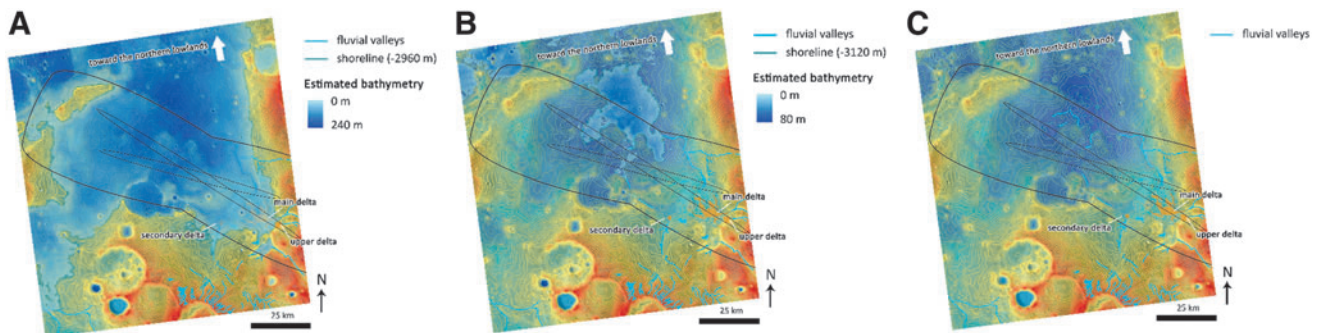 A
toward the northern lowlands
fluvial valleys
shoreline (-2960 m)
Estimated bathymetry
0 m
240 m
main delta
secondary delta
upper delta
N
25 km
B
toward the northern lowlands
fluvial valleys
shoreline (-3120 m)
Estimated bathymetry
0 m
80 m
main delta
secondary delta
upper delta
N
25 km
C
toward the northern lowlands
fluvial valleys
main delta
secondary delta
upper delta
N
25 km